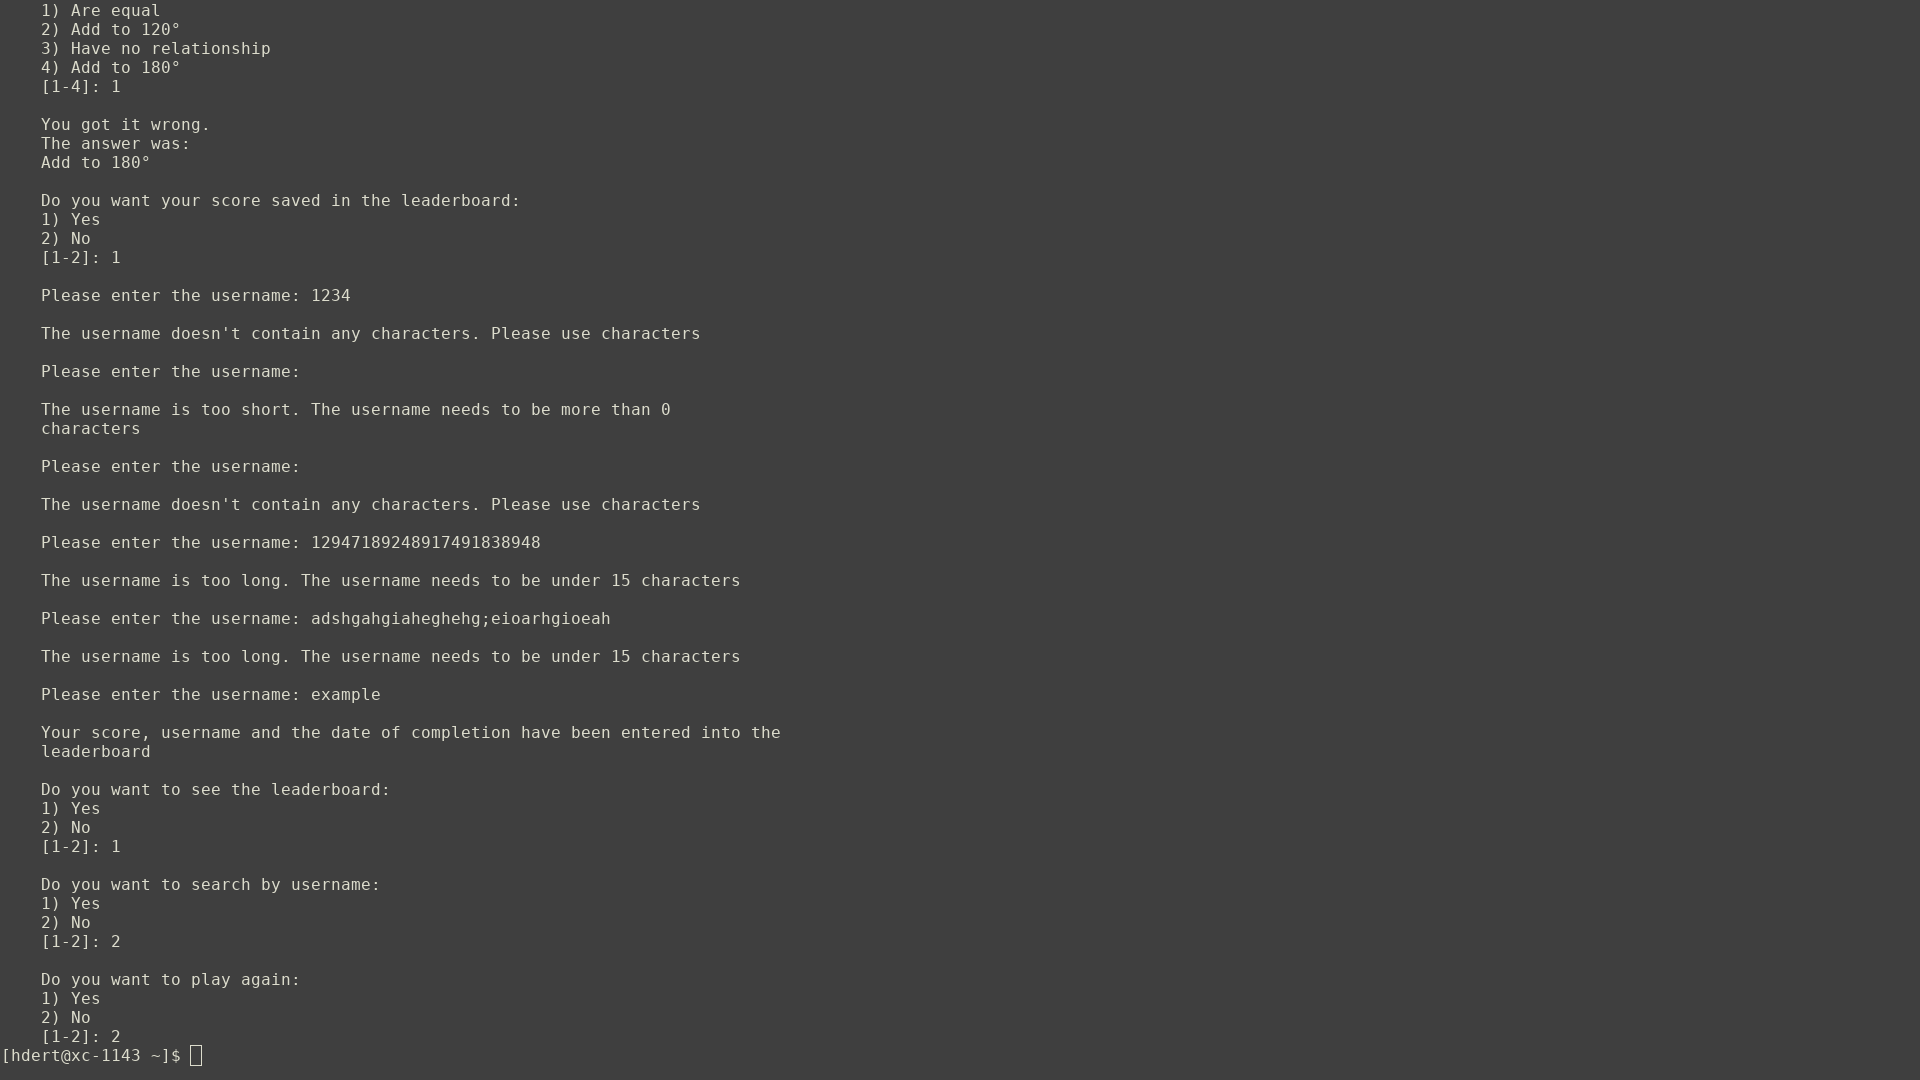 1) Are equal
2) Add to 120°
3) Have no relationship
4) Add to 180°
[1-4]: 1
You got it wrong.
The answer was:
Add to 180°
Do you want your score saved in the leaderboard:
1) Yes
2) No
[1-2]: 1
Please enter the username: 1234
The username doesn't contain any characters. Please use characters
Please enter the username:
The username is too short. The username needs to be more than 0
characters
Please enter the username:
The username doesn't contain any characters. Please use characters
Please enter the username: 12947189248917491838948
The username is too long. The username needs to be under 15 characters
Please enter the username: adshgahgiaheghehg;eioarhgioeah
The username is too long. The username needs to be under 15 characters
Please enter the username: example
Your score, username and the date of completion have been entered into the
leaderboard
Do you want to see the leaderboard:
1) Yes
2) No
[1-2]: 1
Do you want to search by username:
1) Yes
2) No
[1-2]: 2
Do you want to play again:
1) Yes
2) No
[1-2]: 2
[hdert@xc-1143 ~]$